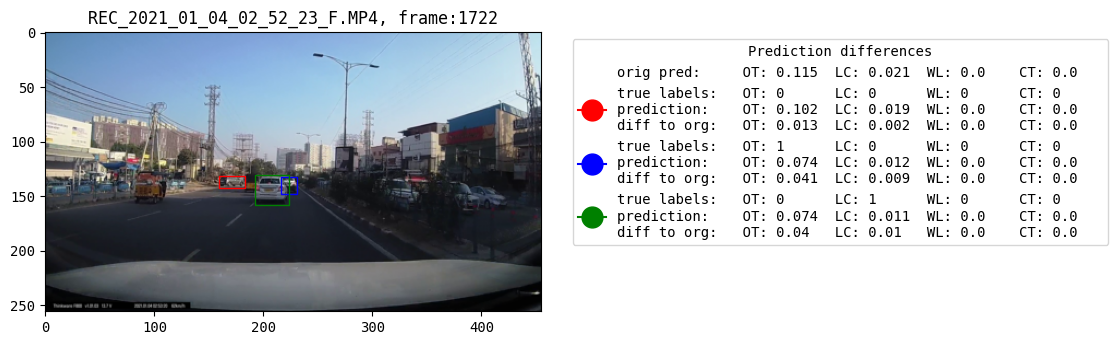 REC_2021_01_04_02_52_23_F.MP4, frame:1722
0
50
100
150
200
250
0
100
200
300
400
Prediction differences
orig pred: OT: 0.115 LC: 0.021 WL: 0.0 CT: 0.0
true labels: OT: 0 LC: 0 WL: 0 CT: 0
prediction: OT: 0.102 LC: 0.019 WL: 0.0 CT: 0.0
diff to org: OT: 0.013 LC: 0.002 WL: 0.0 CT: 0.0
true labels: OT: 1 LC: 0 WL: 0 CT: 0
prediction: OT: 0.074 LC: 0.012 WL: 0.0 CT: 0.0
diff to org: OT: 0.041 LC: 0.009 WL: 0.0 CT: 0.0
true labels: OT: 0 LC: 1 WL: 0 CT: 0
prediction: OT: 0.074 LC: 0.011 WL: 0.0 CT: 0.0
diff to org: OT: 0.04 LC: 0.01 WL: 0.0 CT: 0.0